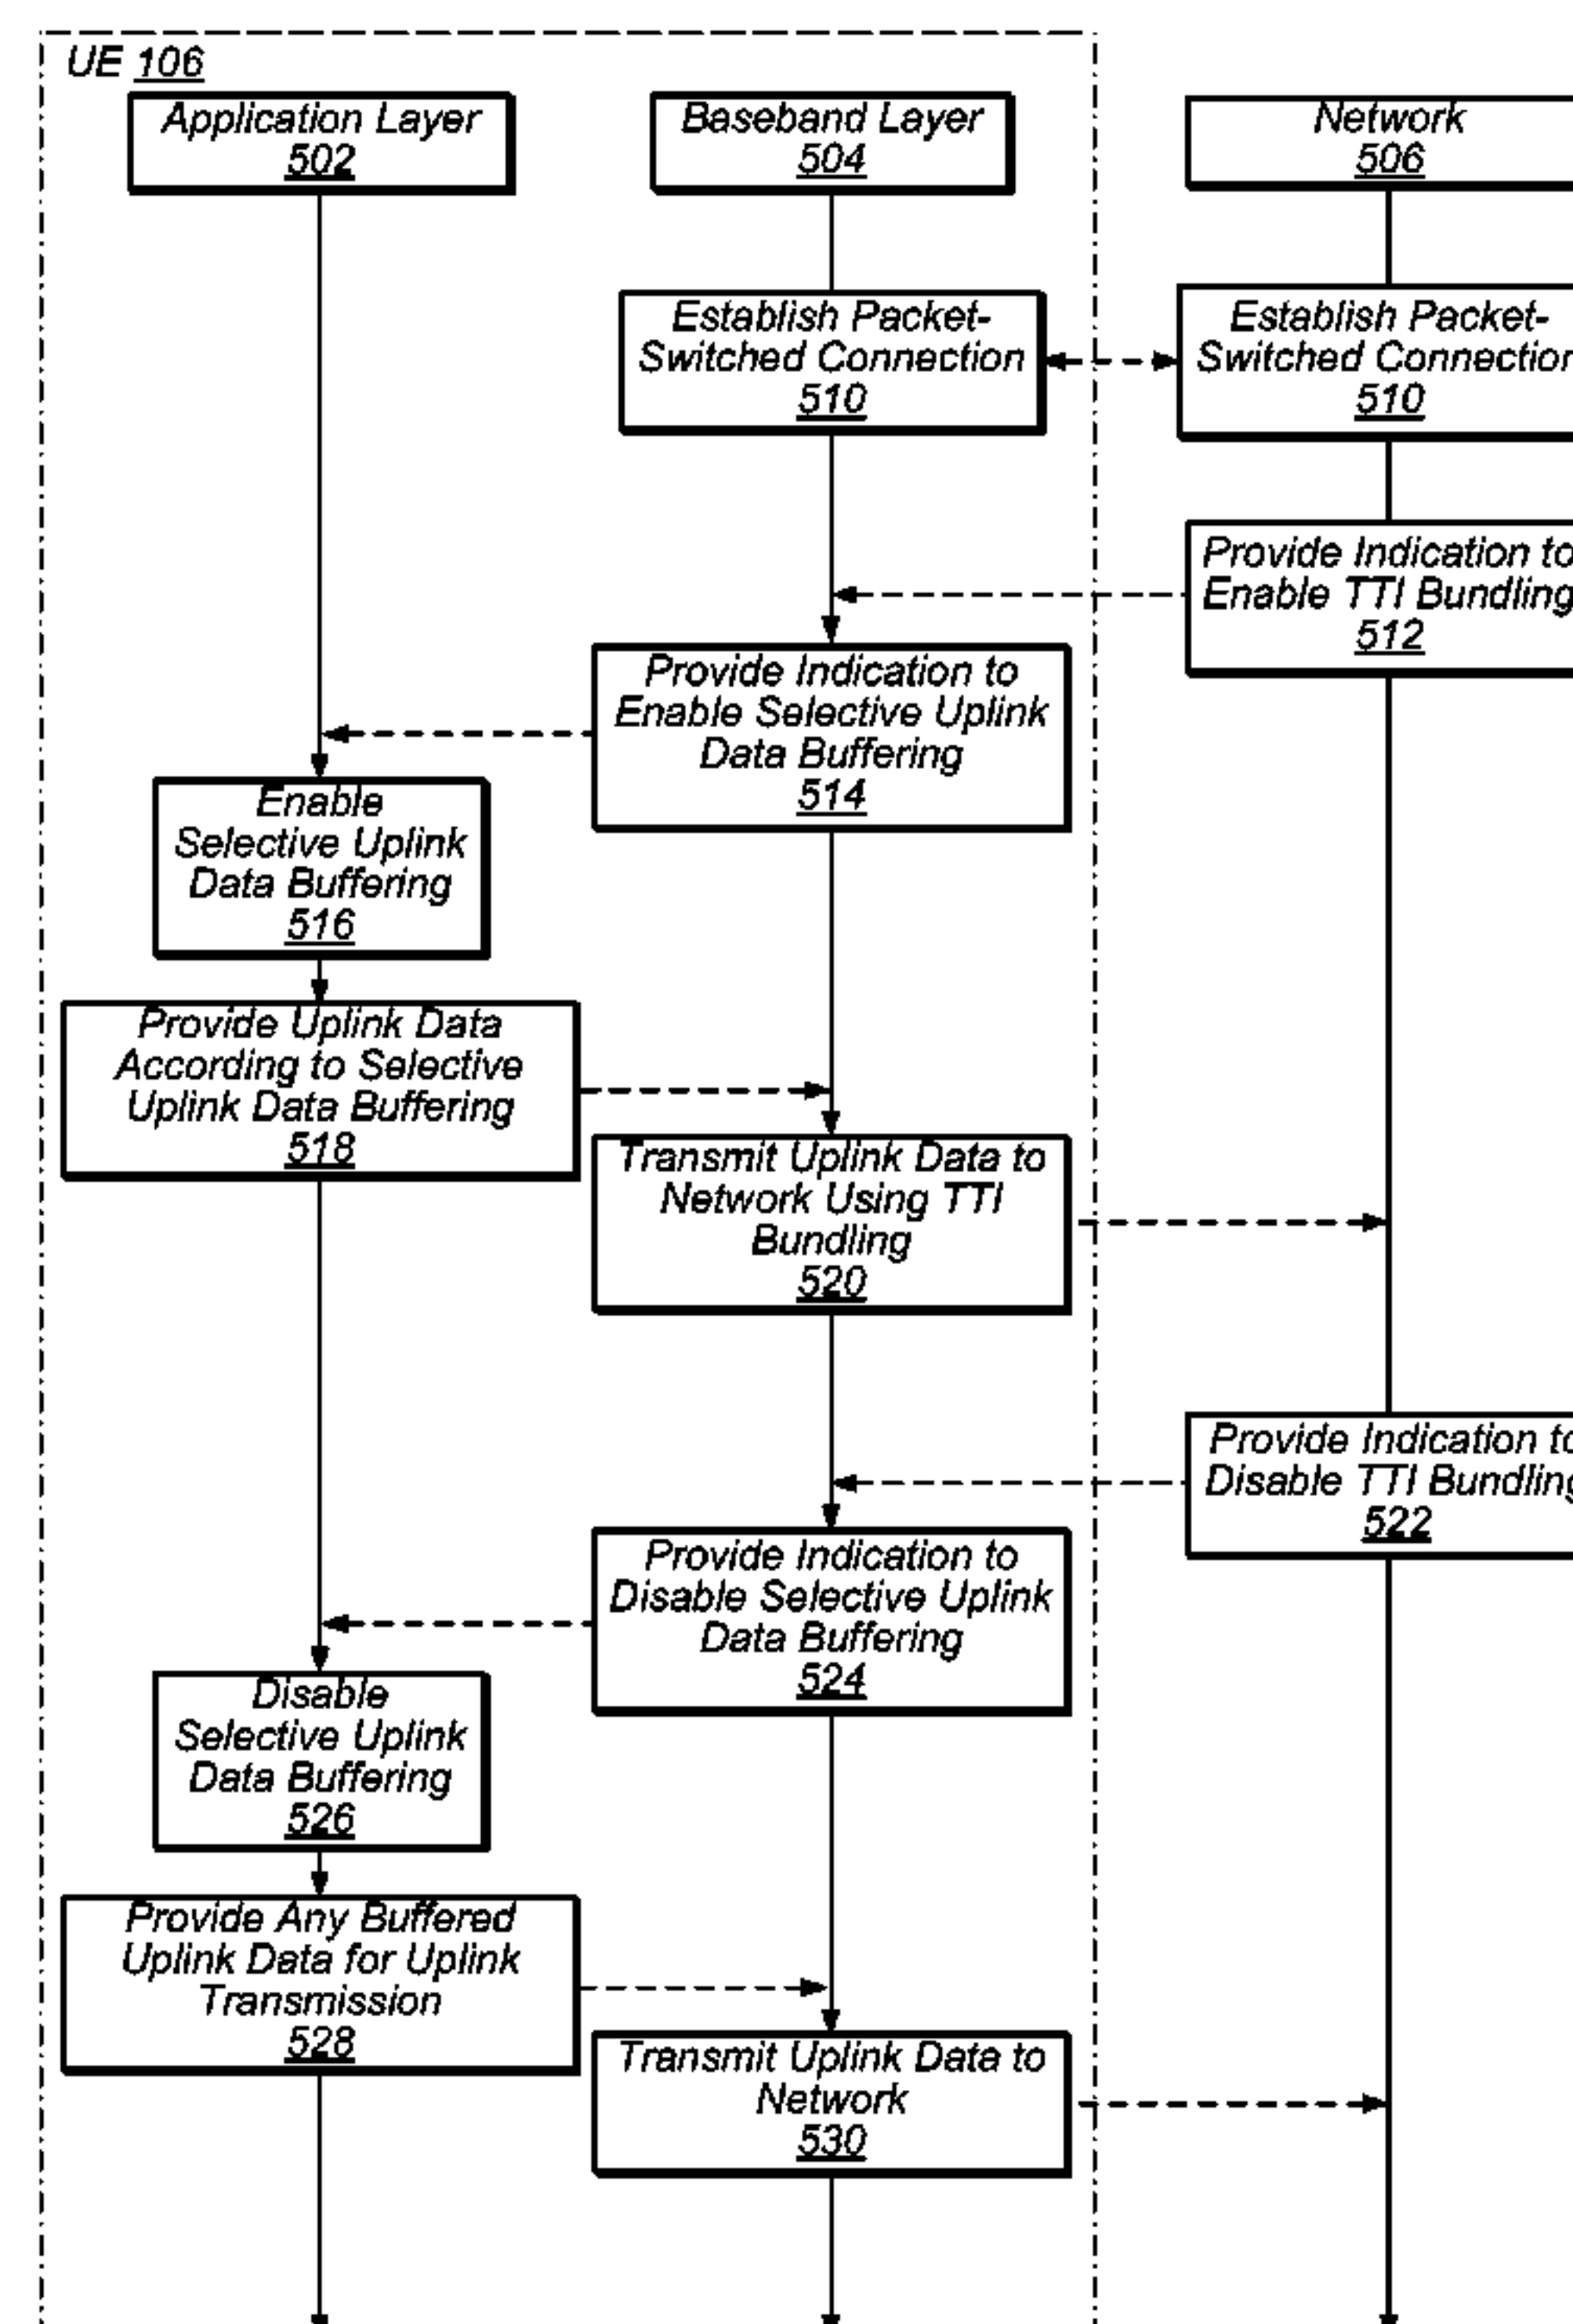 UE 106
Application Layer
502
Baseband Layer
504
Network
506
Establish Packet-
Switched Connection
510
Establish Packet-
Switched Connection
510
Provide Indication to
Enable TTI Bundling
512
Provide Indication to
Enable Selective Uplink
Data Buffering
514
Enable
Selective Uplink
Data Buffering
516
Provide Uplink Data
According to Selective
Uplink Data Buffering
518
Transmit Uplink Data to
Network Using TTI
Bundling
520
Provide Indication to
Disable TTI Bundling
522
Provide Indication to
Disable Selective Uplink
Data Buffering
524
Disable
Selective Uplink
Data Buffering
526
Provide Any Buffered
Uplink Data for Uplink
Transmission
528
Transmit Uplink Data to
Network
530